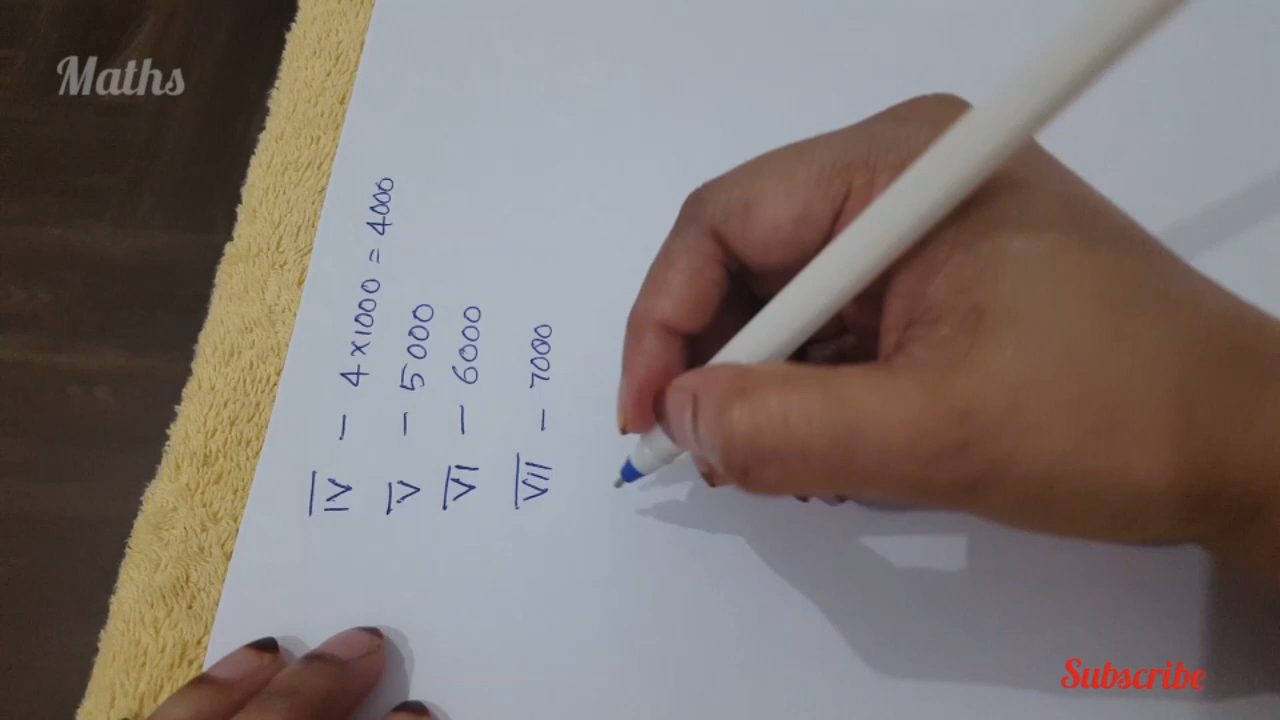 Maths
I̅V̅ - 4×1000 = 4000
V̅ - 5000
V̅I̅ - 6000
V̅I̅I̅ - 7000
Subscribe